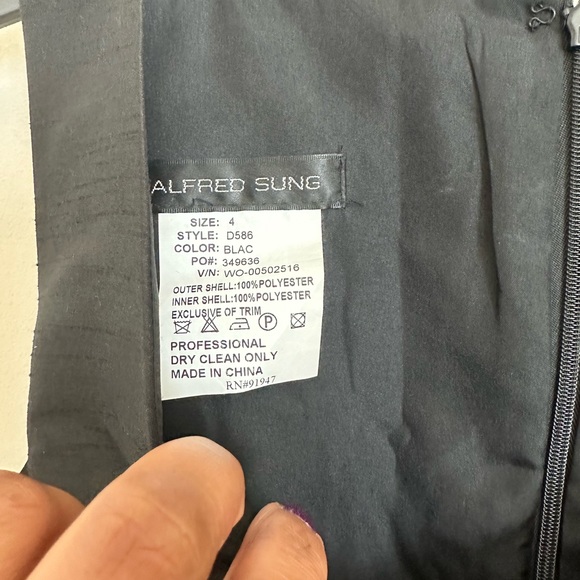 ALFRED SUNG
SIZE: 4
STYLE: D586
COLOR: BLAC
PO#: 349636
V/N: WO-00502516
OUTER SHELL:100%POLYESTER
INNER SHELL:100%POLYESTER
EXCLUSIVE OF TRIM
P
PROFESSIONAL
DRY CLEAN ONLY
MADE IN CHINA
RN#91947